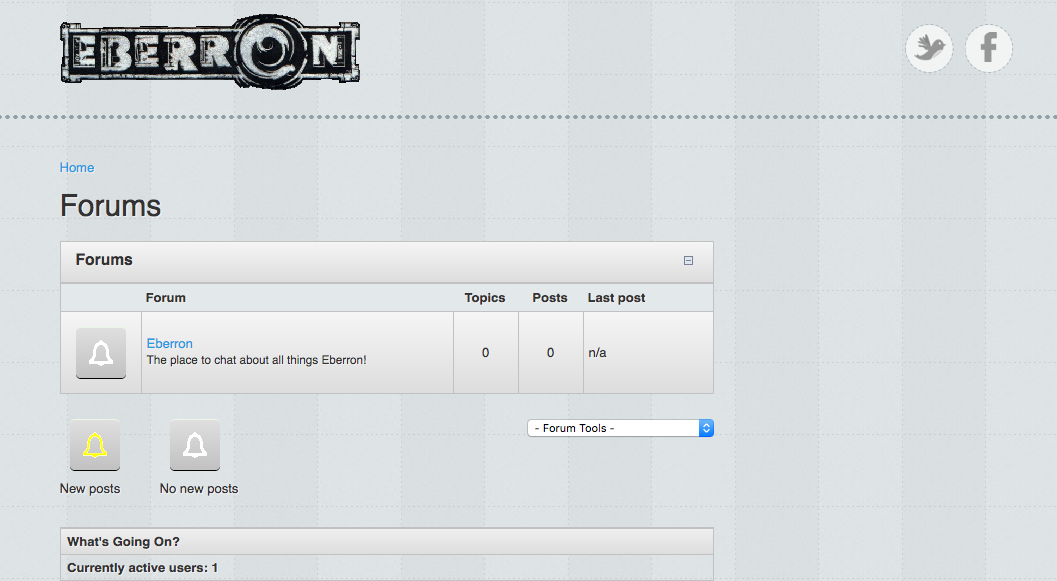 EBERRON
Home
Forums
Forums
Forum Topics Posts Last post
Eberron
The place to chat about all things Eberron!
0 0 n/a
- Forum Tools -
New posts No new posts
What's Going On?
Currently active users: 1